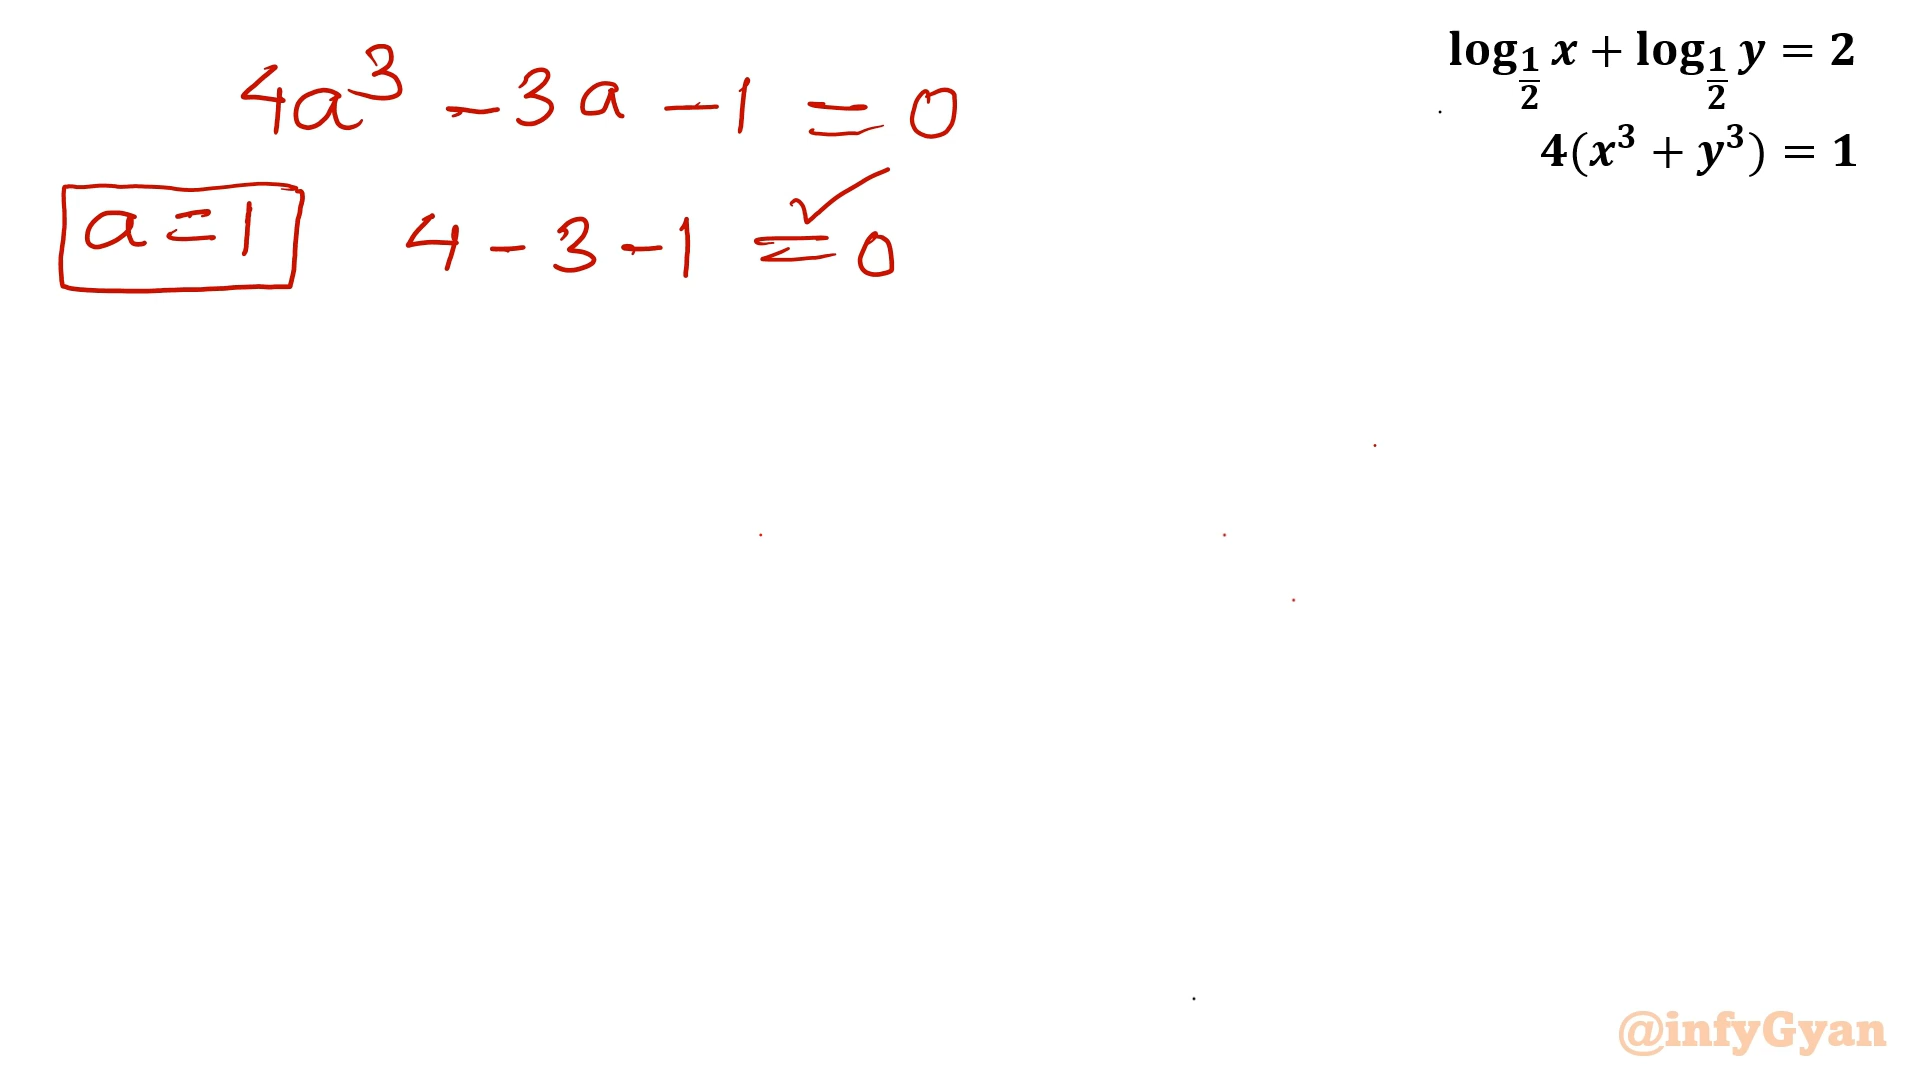 4a³ - 3a - 1 = 0
a = 1 4 - 3 - 1 = 0 ✓
log_{1/2} x + log_{1/2} y = 2
4(x³ + y³) = 1
@infyGyan